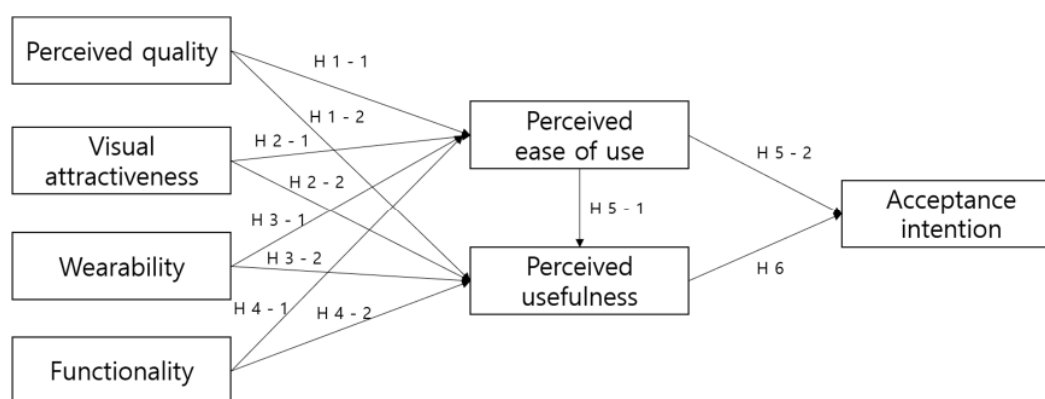 Perceived quality
H 1 - 1
H 1 - 2
Visual
attractiveness
H 2 - 1
H 2 - 2
Perceived
ease of use
H 5 - 2
H 3 - 1
H 5 - 1
Acceptance
intention
Wearability
H 3 - 2
Perceived
usefulness
H 6
H 4 - 1
H 4 - 2
Functionality